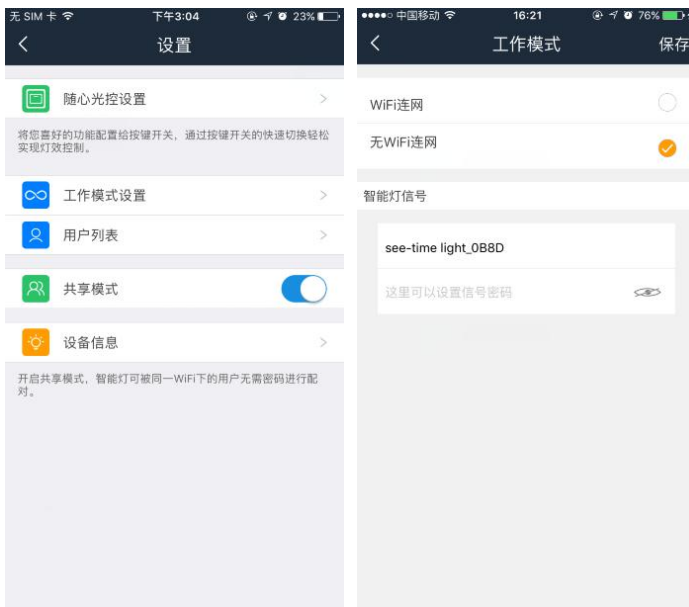 无 SIM 卡 下午3:04 23%
设置
随心光控设置
将您喜好的功能配置给按键开关，通过按键开关的快速切换轻松
实现灯效控制。
工作模式设置
用户列表
共享模式
设备信息
开启共享模式，智能灯可被同一WiFi下的用户无需密码进行配
对。
中国移动 16:21 76%
工作模式 保存
WiFi连网
无WiFi连网
智能灯信号
see-time light_0B8D
这里可以设置信号密码